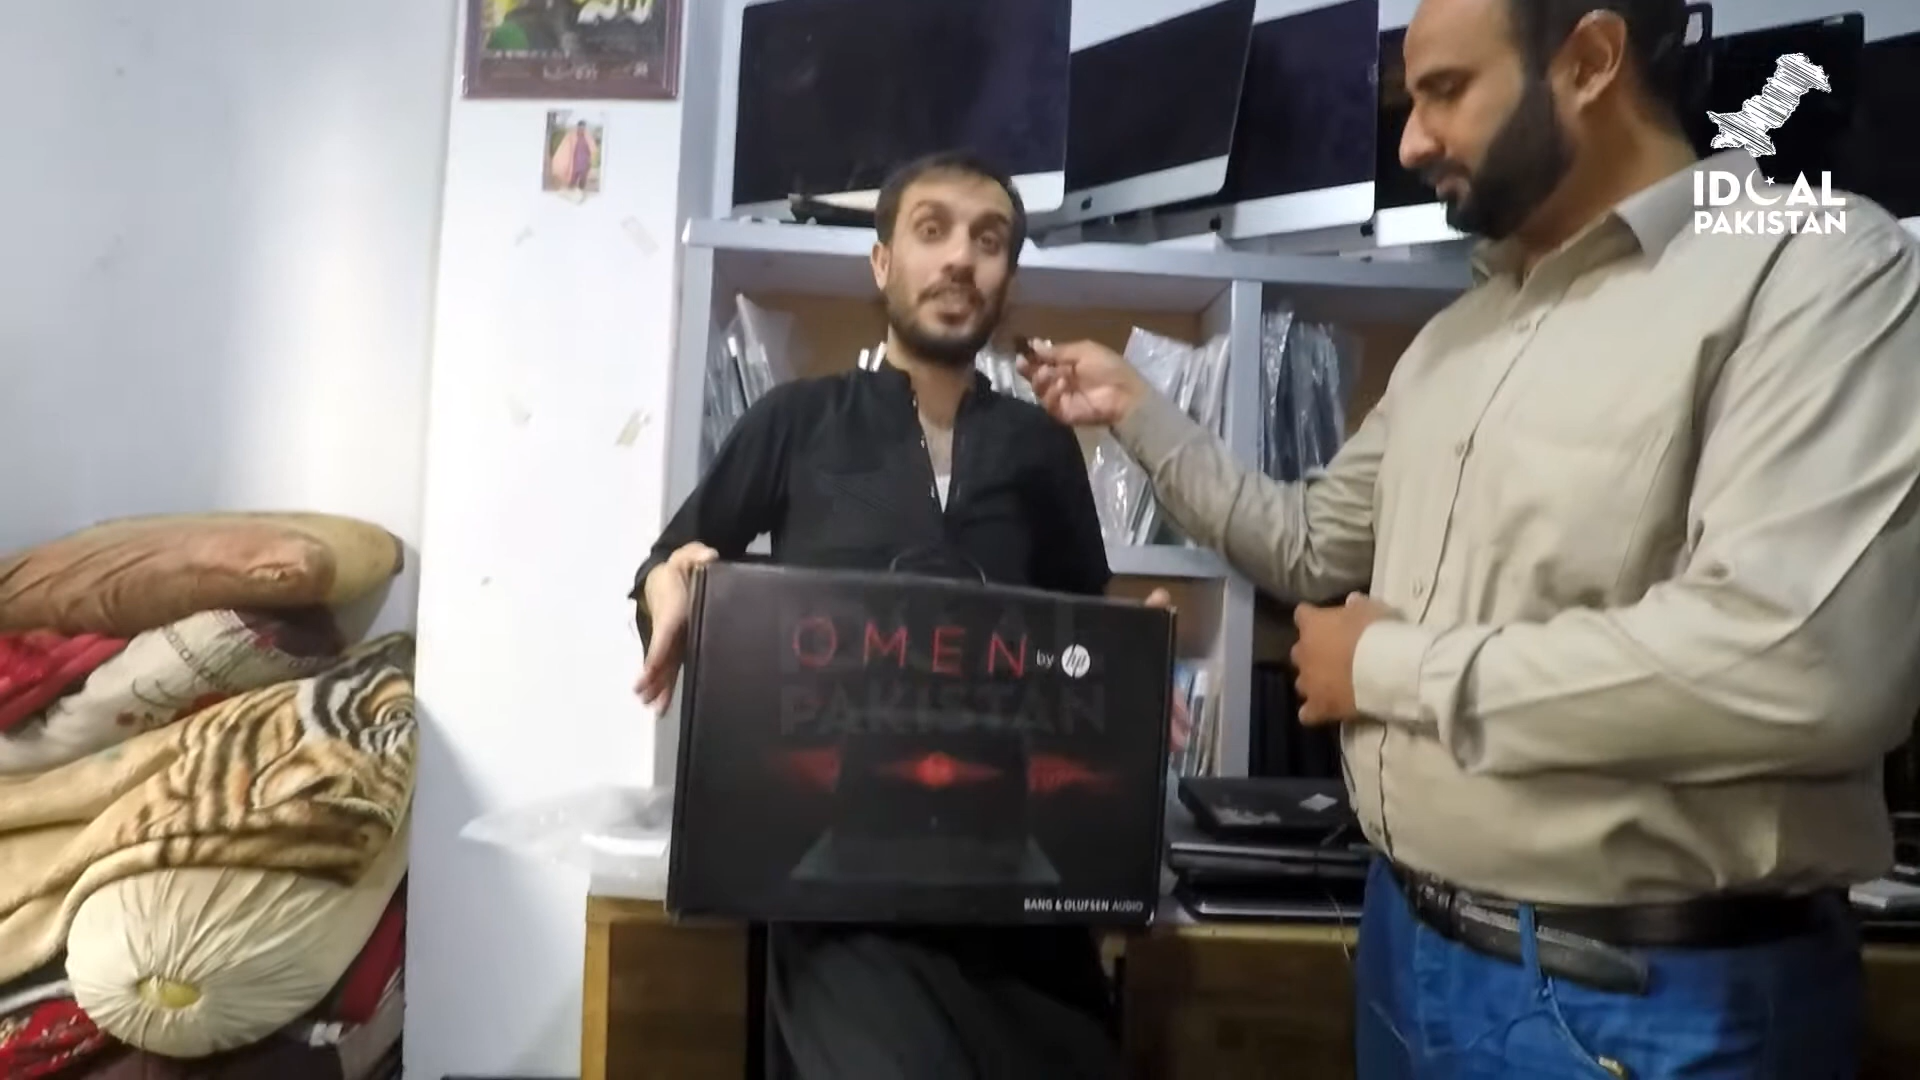 IDEAL
PAKISTAN
OMEN by hp
PAKISTAN
BANG & OLUFSEN AUDIO